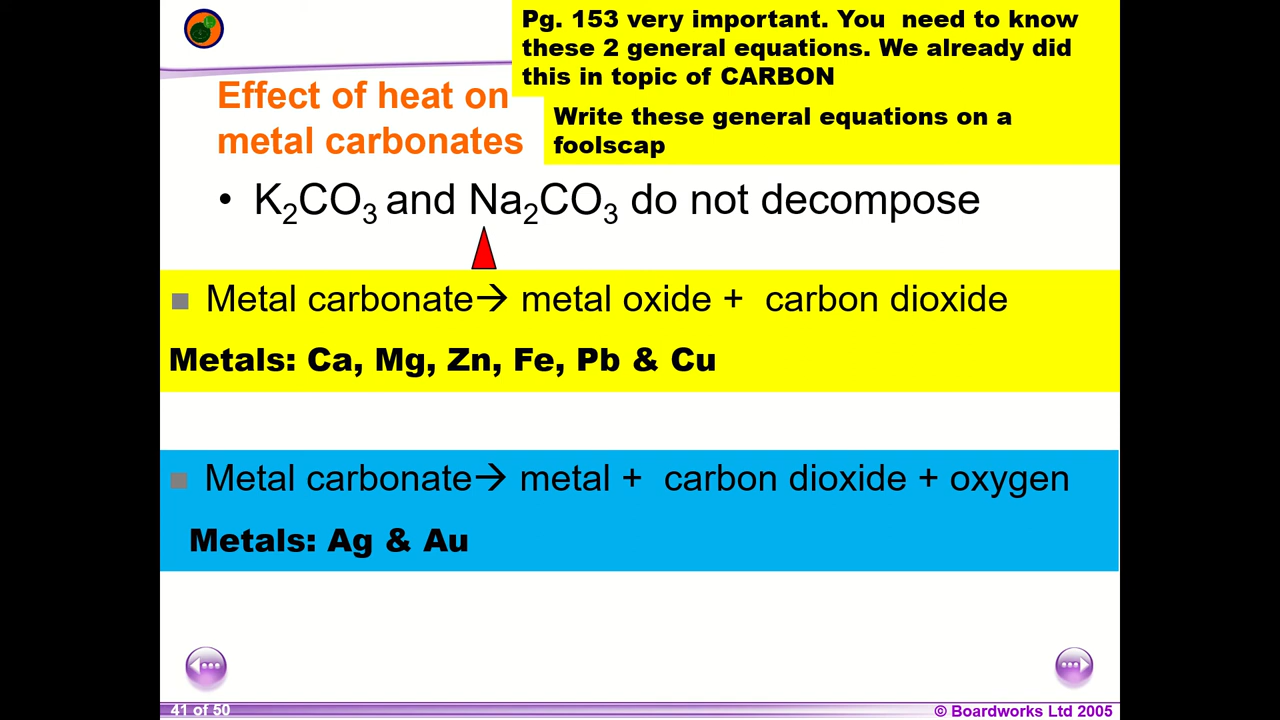 Pg. 153 very important. You  need to know
these 2 general equations. We already did
this in topic of CARBON
Write these general equations on a
foolscap
Effect of heat on
metal carbonates
• K₂CO₃ and Na₂CO₃ do not decompose
■ Metal carbonate→ metal oxide +  carbon dioxide
Metals: Ca, Mg, Zn, Fe, Pb & Cu
■ Metal carbonate→ metal +  carbon dioxide + oxygen
Metals: Ag & Au
41 of 50
© Boardworks Ltd 2005